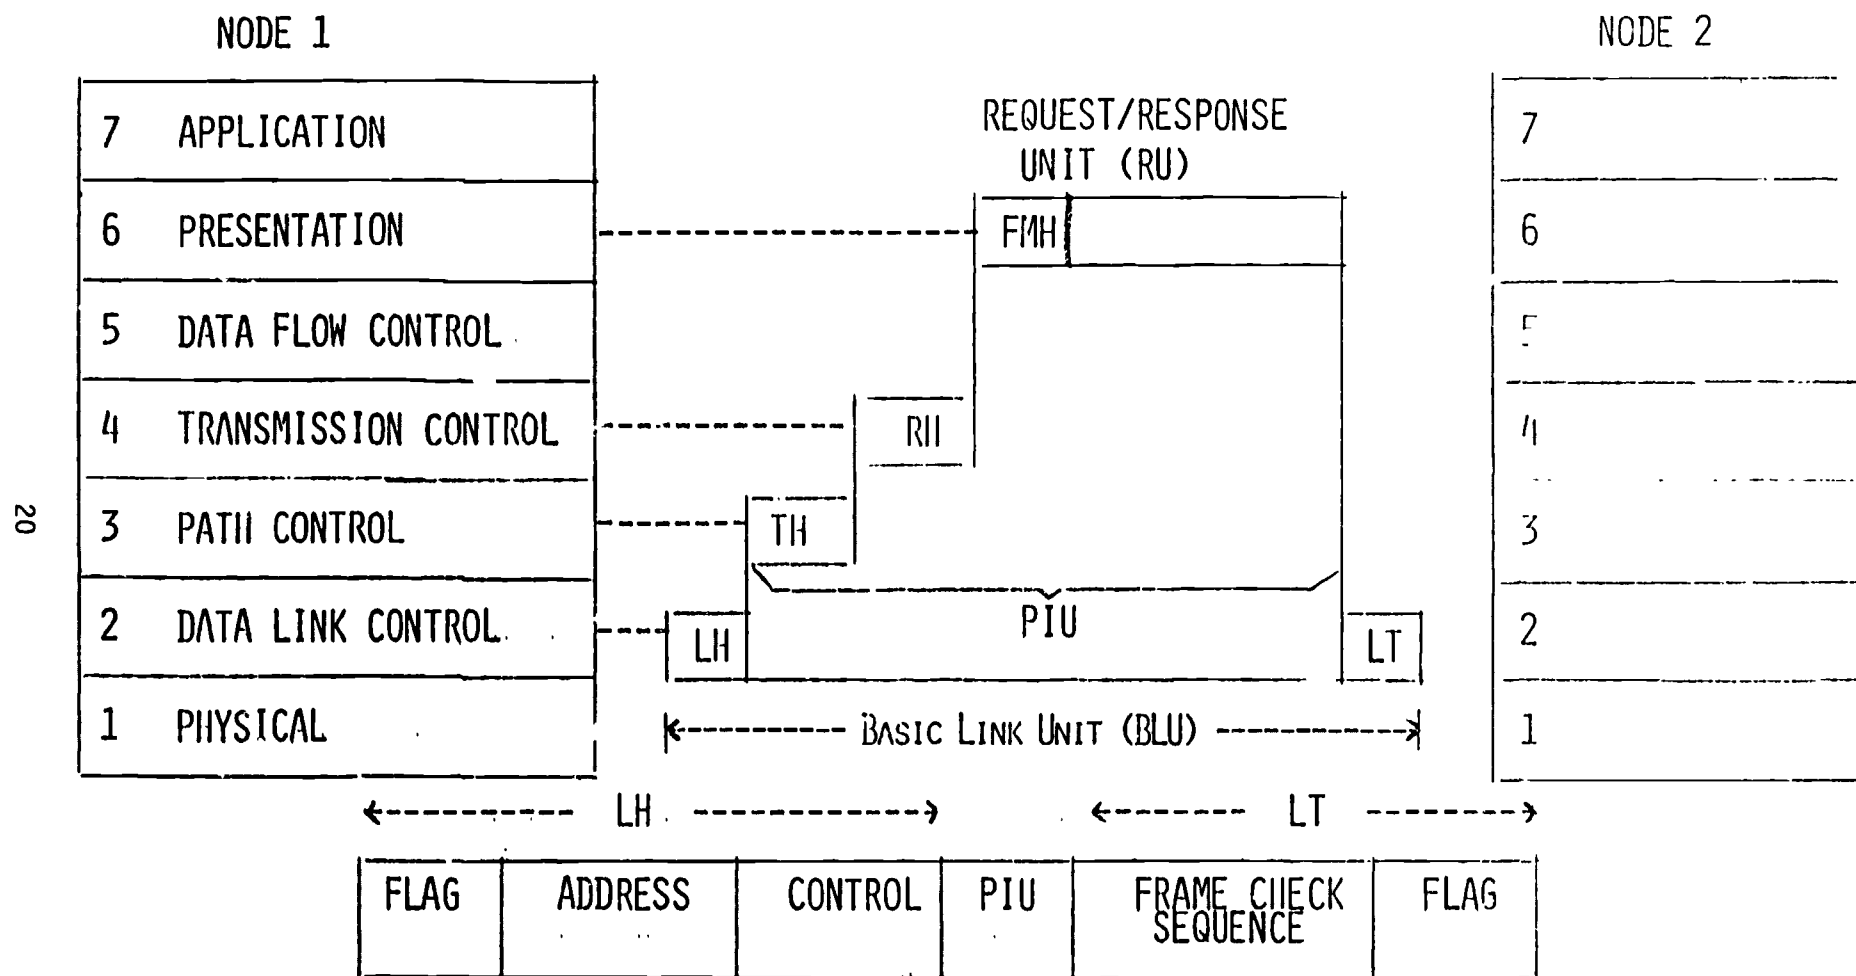 NODE 1
NODE 2
7 APPLICATION
6 PRESENTATION
5 DATA FLOW CONTROL
4 TRANSMISSION CONTROL
3 PATH CONTROL
2 DATA LINK CONTROL
1 PHYSICAL
REQUEST/RESPONSE
UNIT (RU)
FMH
RH
TH
PIU
LH
LT
BASIC LINK UNIT (BLU)
7
6
5
4
3
2
1
LH
LT
FLAG
ADDRESS
CONTROL
PIU
FRAME CHECK
SEQUENCE
FLAG
20